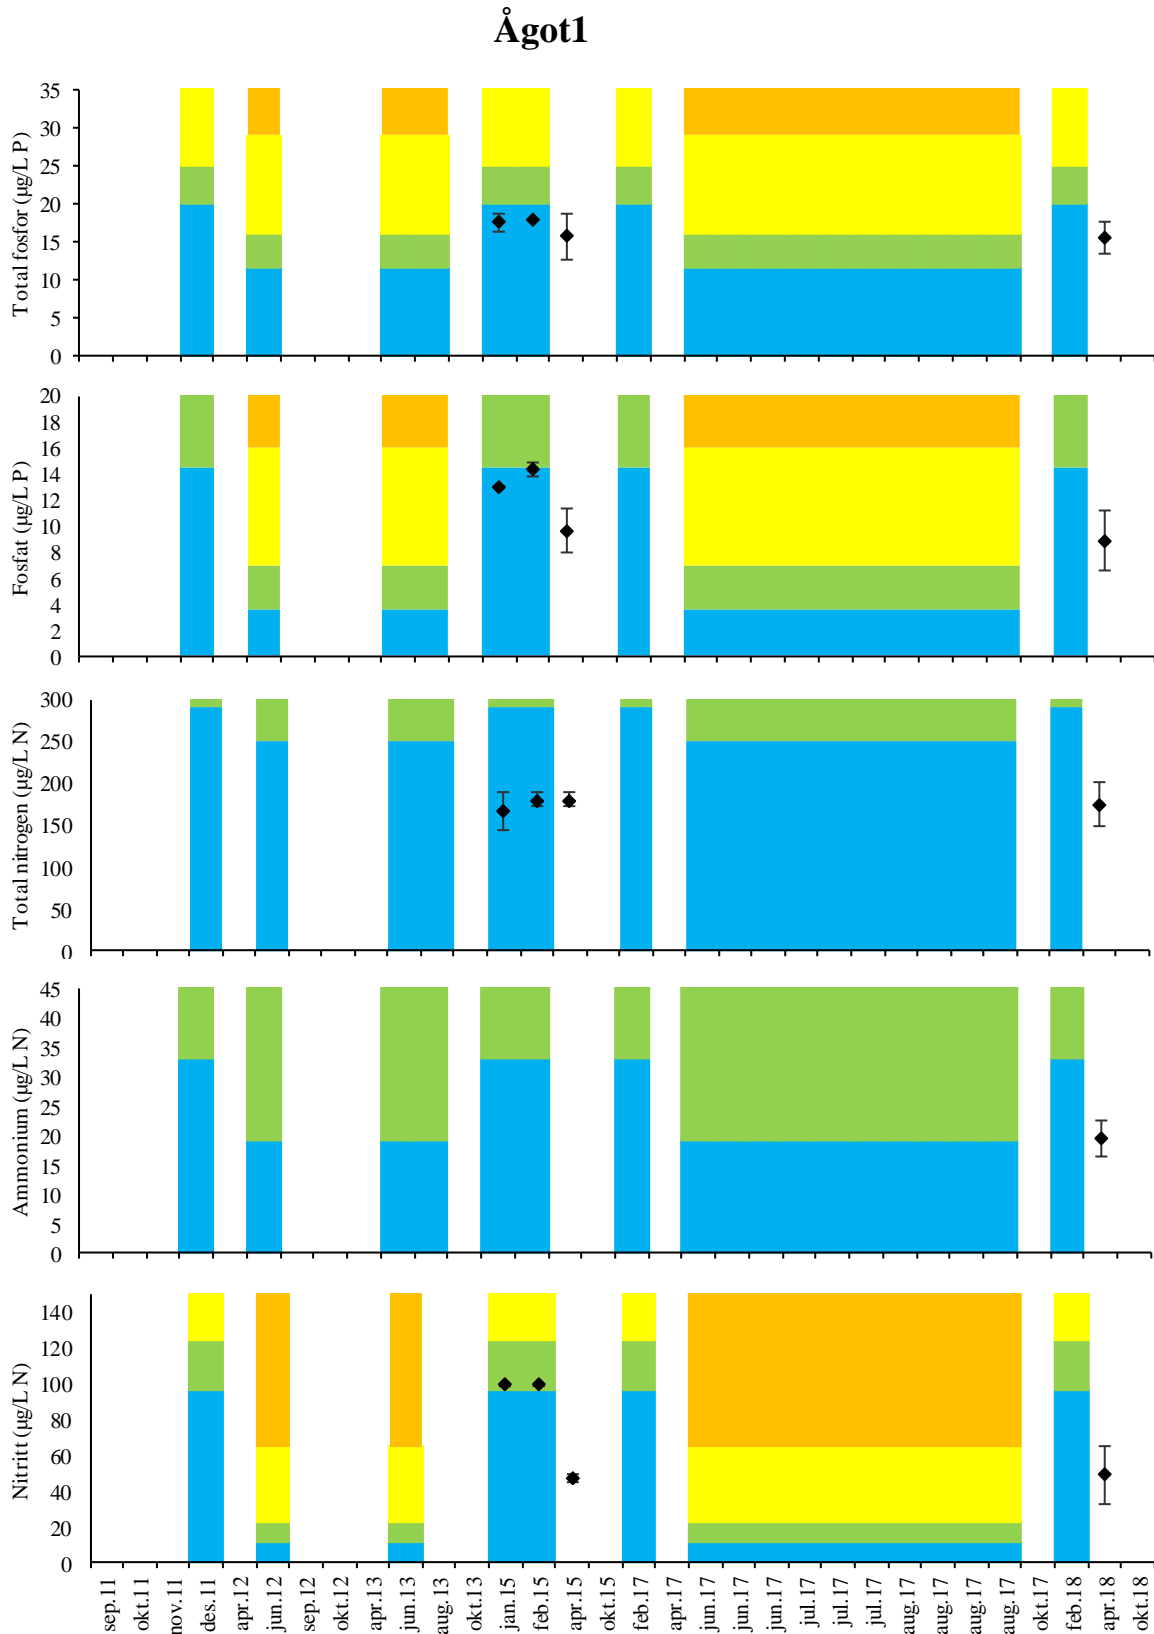 Ågot1
Total fosfor (µg/L P)
35
30
25
20
15
10
5
0
Fosfat (µg/L P)
20
18
16
14
12
10
8
6
4
2
0
Total nitrogen (µg/L N)
300
250
200
150
100
50
0
Ammonium (µg/L N)
45
40
35
30
25
20
15
10
5
0
Nitritt (µg/L N)
140
120
100
80
60
40
20
0
sep.11
okt.11
nov.11
des.11
apr.12
jun.12
sep.12
okt.12
apr.13
jun.13
aug.13
okt.13
jan.15
feb.15
apr.15
okt.15
feb.17
apr.17
jun.17
jun.17
jun.17
jul.17
jul.17
jul.17
aug.17
aug.17
aug.17
aug.17
okt.17
feb.18
apr.18
okt.18